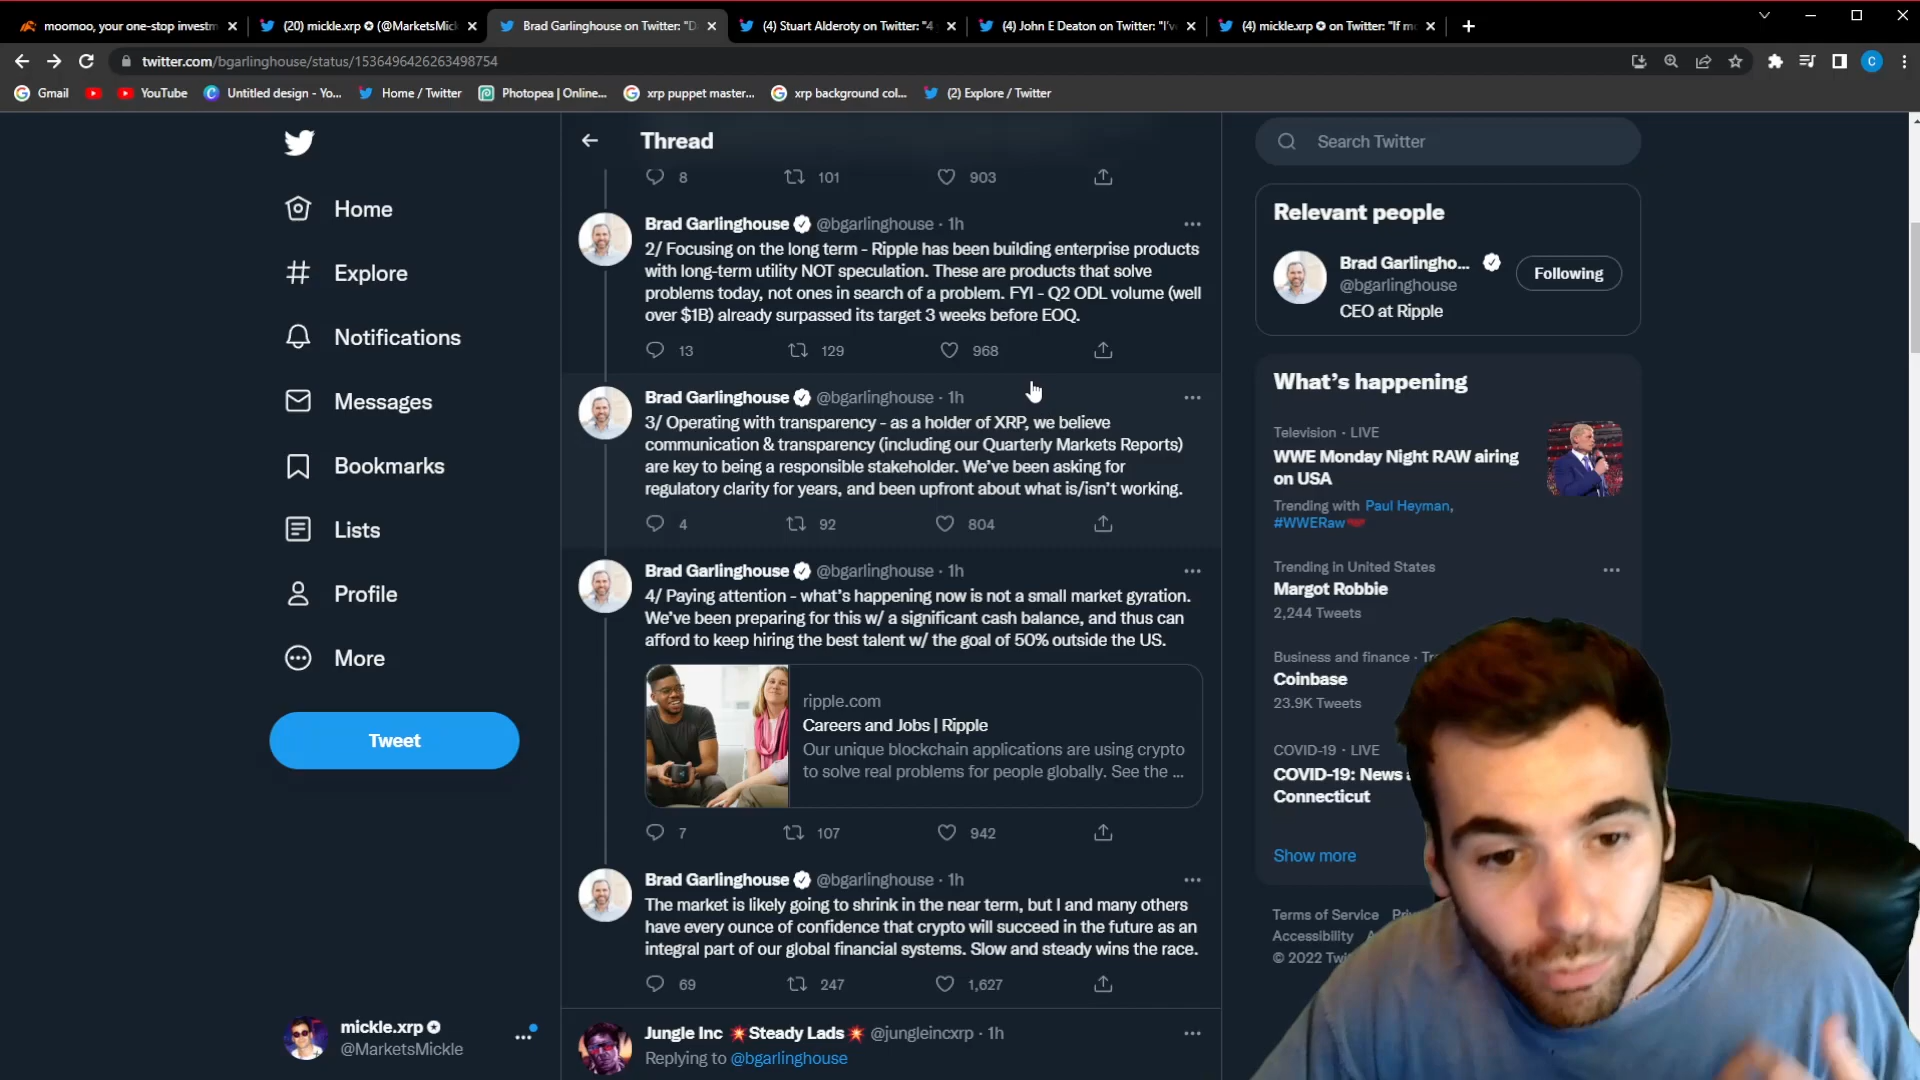 moomoo, your one-stop investm
(20) mickle.xrp ✪ (@MarketsMick
Brad Garlinghouse on Twitter: "D
(4) Stuart Alderoty on Twitter: "4
(4) John E Deaton on Twitter: "I've
(4) mickle.xrp ✪ on Twitter: "If mo
twitter.com/bgarlinghouse/status/1536496426263498754
C
Gmail
YouTube
Untitled design - Yo...
Home / Twitter
Photopea | Online...
xrp puppet master...
xrp background col...
(2) Explore / Twitter
Home
Explore
Notifications
Messages
Bookmarks
Lists
Profile
More
Tweet
mickle.xrp ✪
@MarketsMickle
Thread
8 101 903
Brad Garlinghouse @bgarlinghouse · 1h
2/ Focusing on the long term - Ripple has been building enterprise products
with long-term utility NOT speculation. These are products that solve
problems today, not ones in search of a problem. FYI - Q2 ODL volume (well
over $1B) already surpassed its target 3 weeks before EOQ.
13 129 968
Brad Garlinghouse @bgarlinghouse · 1h
3/ Operating with transparency - as a holder of XRP, we believe
communication & transparency (including our Quarterly Markets Reports)
are key to being a responsible stakeholder. We've been asking for
regulatory clarity for years, and been upfront about what is/isn't working.
4 92 804
Brad Garlinghouse @bgarlinghouse · 1h
4/ Paying attention - what's happening now is not a small market gyration.
We've been preparing for this w/ a significant cash balance, and thus can
afford to keep hiring the best talent w/ the goal of 50% outside the US.
ripple.com
Careers and Jobs | Ripple
Our unique blockchain applications are using crypto
to solve real problems for people globally. See the ...
7 107 942
Brad Garlinghouse @bgarlinghouse · 1h
The market is likely going to shrink in the near term, but I and many others
have every ounce of confidence that crypto will succeed in the future as an
integral part of our global financial systems. Slow and steady wins the race.
69 247 1,627
Jungle Inc 💥Steady Lads💥 @jungleincxrp · 1h
Replying to @bgarlinghouse
Search Twitter
Relevant people
Brad Garlingho...
@bgarlinghouse
Following
CEO at Ripple
What's happening
Television · LIVE
WWE Monday Night RAW airing
on USA
Trending with Paul Heyman,
#WWERaw
Trending in United States
Margot Robbie
2,244 Tweets
Business and finance · Tr
Coinbase
23.9K Tweets
COVID-19 · LIVE
COVID-19: News
Connecticut
Show more
Terms of Service
Accessibility
© 2022